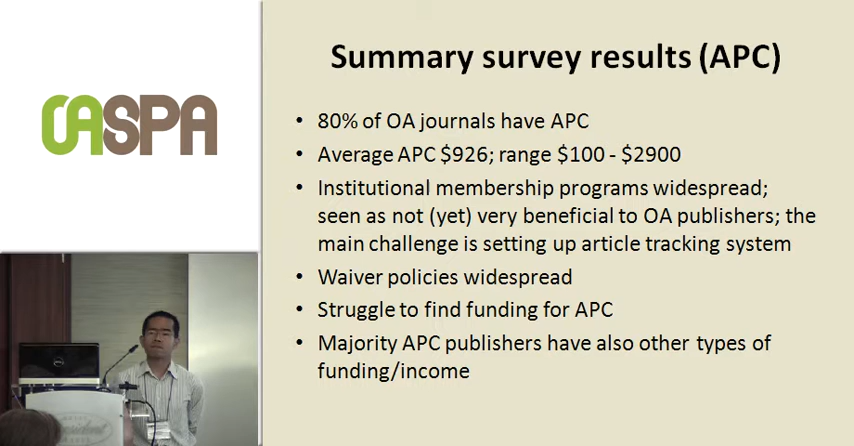 OASPA
Summary survey results (APC)
• 80% of OA journals have APC
• Average APC $926; range $100 - $2900
• Institutional membership programs widespread;
seen as not (yet) very beneficial to OA publishers; the
main challenge is setting up article tracking system
• Waiver policies widespread
• Struggle to find funding for APC
• Majority APC publishers have also other types of
funding/income